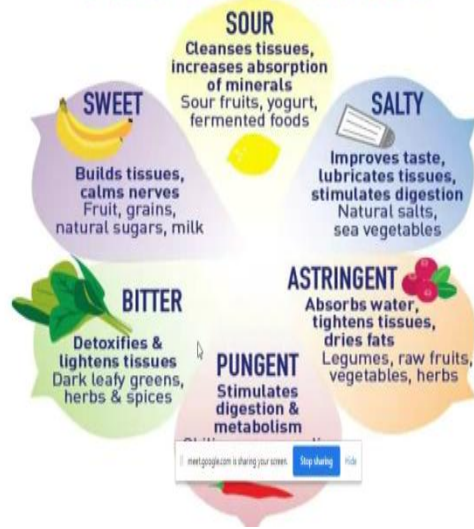 SOUR
Cleanses tissues,
increases absorption
of minerals
Sour fruits, yogurt,
fermented foods
SWEET
Builds tissues,
calms nerves
Fruit, grains,
natural sugars, milk
SALTY
Improves taste,
lubricates tissues,
stimulates digestion
Natural salts,
sea vegetables
BITTER
Detoxifies &
lightens tissues
Dark leafy greens,
herbs & spices
ASTRINGENT
Absorbs water,
tightens tissues,
dries fats
Legumes, raw fruits,
vegetables, herbs
PUNGENT
Stimulates
digestion &
metabolism
meet.google.com is sharing your screen. Stop sharing Hide